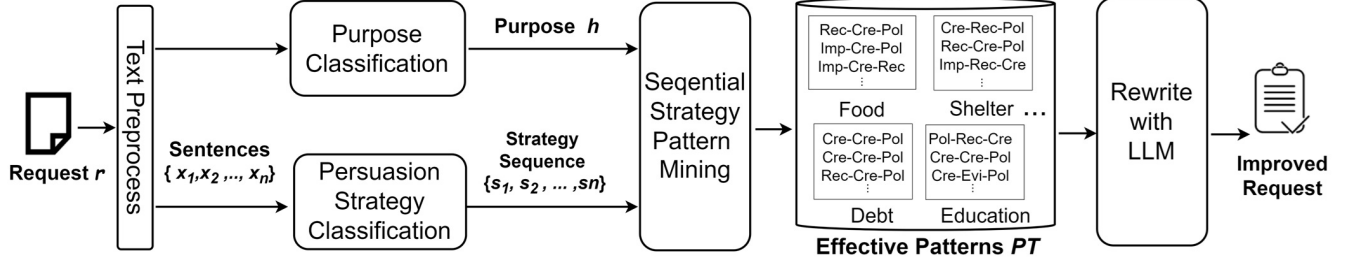 Request r
Text Preprocess
Purpose
Classification
Purpose h
Sentences
{ x1,x2 ,.., xn}
Persuasion
Strategy
Classification
Strategy
Sequence
{s1, s2 , ... ,sn}
Seqential
Strategy
Pattern
Mining
Rec-Cre-Pol
Imp-Cre-Pol
Imp-Cre-Rec
⋮
Food
Cre-Rec-Pol
Rec-Cre-Pol
Imp-Rec-Cre
⋮
Shelter ...
Cre-Cre-Pol
Cre-Cre-Pol
Rec-Cre-Pol
⋮
Debt
Pol-Rec-Cre
Cre-Cre-Pol
Cre-Evi-Pol
⋮
Education
Effective Patterns PT
Rewrite
with
LLM
Improved
Request